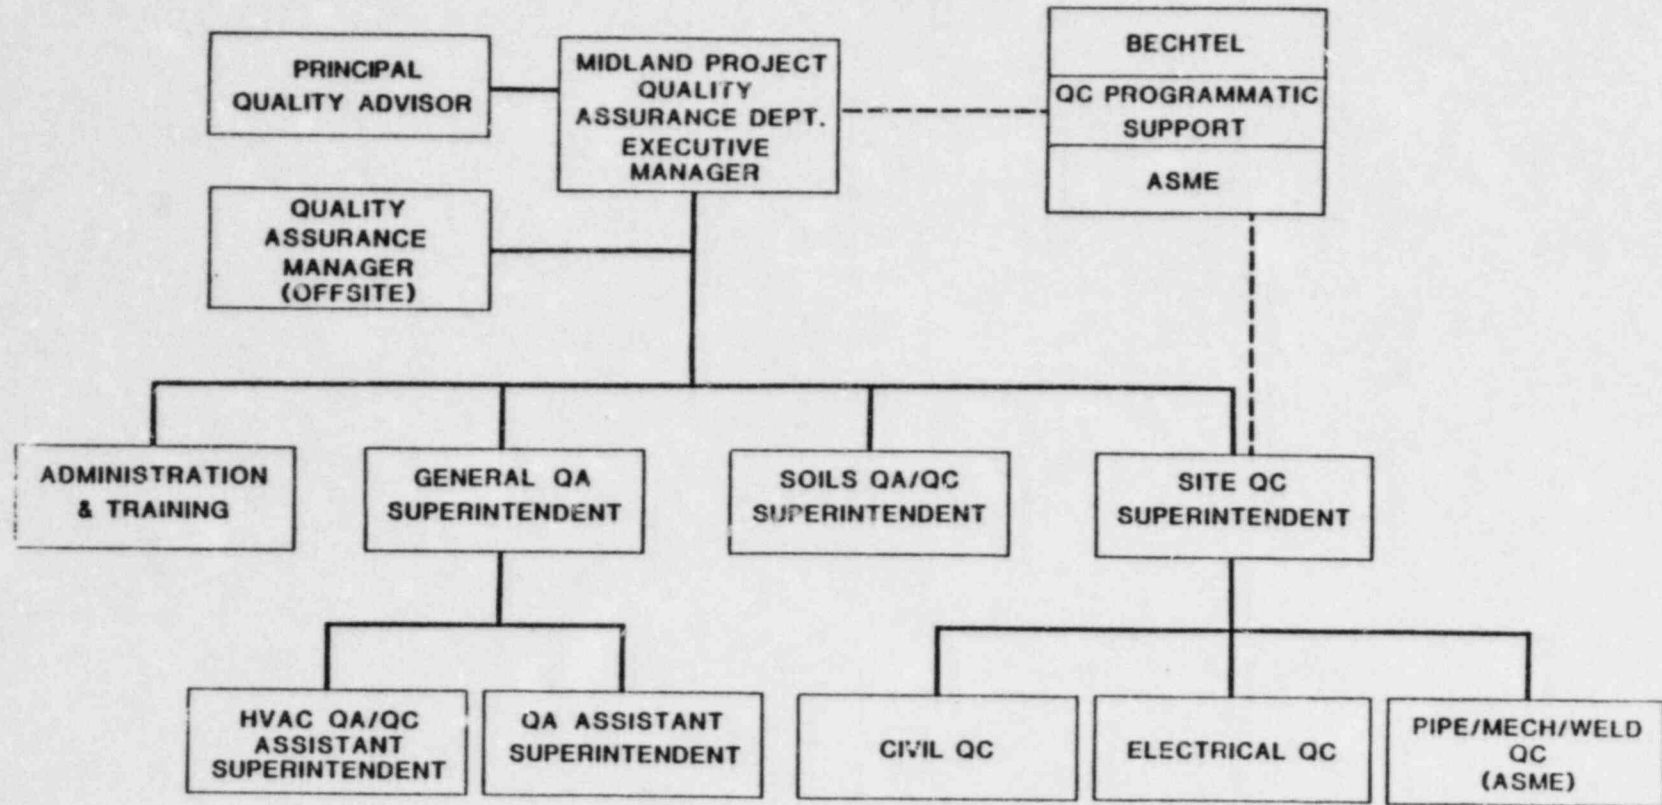 PRINCIPAL
QUALITY ADVISOR
MIDLAND PROJECT
QUALITY
ASSURANCE DEPT.
EXECUTIVE
MANAGER
BECHTEL
QC PROGRAMMATIC
SUPPORT
ASME
QUALITY
ASSURANCE
MANAGER
(OFFSITE)
ADMINISTRATION
& TRAINING
GENERAL QA
SUPERINTENDENT
SOILS QA/QC
SUPERINTENDENT
SITE QC
SUPERINTENDENT
HVAC QA/QC
ASSISTANT
SUPERINTENDENT
QA ASSISTANT
SUPERINTENDENT
CIVIL QC
ELECTRICAL QC
PIPE/MECH/WELD
QC
(ASME)